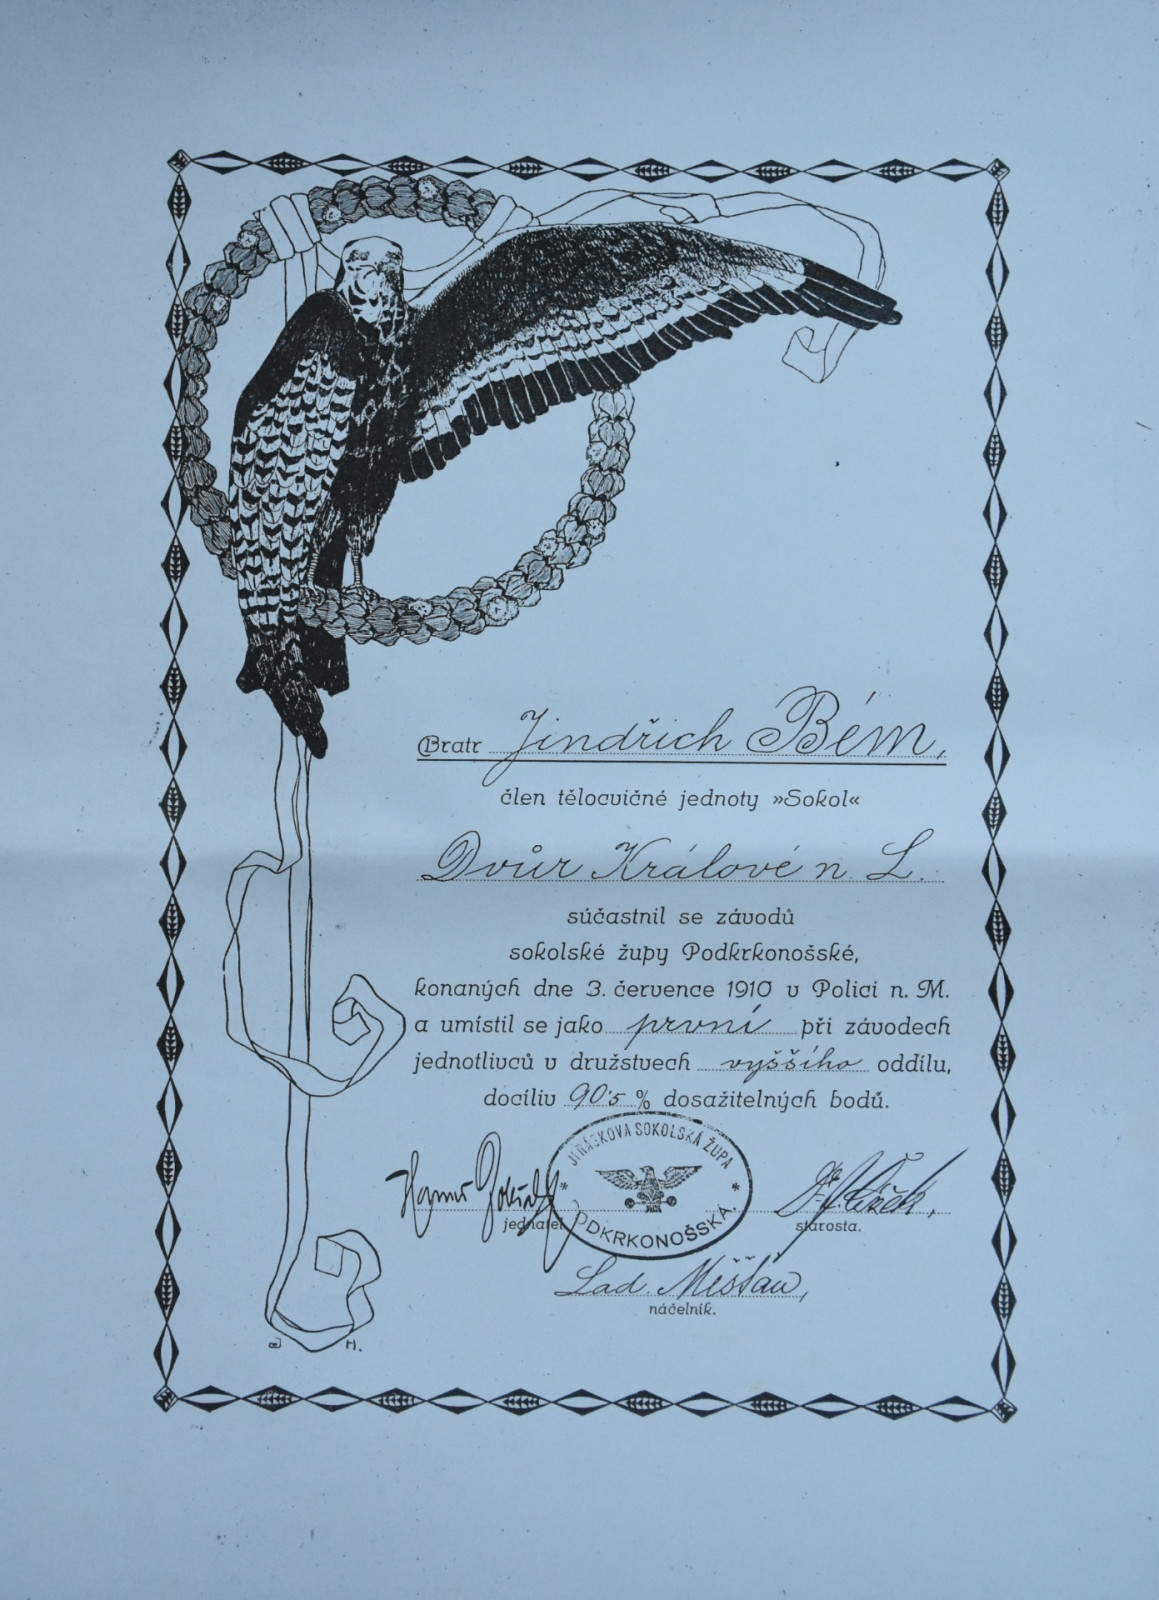 Bratr Jindřich Bém,
člen tělocvičné jednoty »Sokol«
Dvůr Králové n. L.
súčastnil se závodů
sokolské župy Podkrkonošské,
konaných dne 3. července 1910 v Polici n. M.
a umístil se jako první při závodech
jednotlivců v družstvech vyššího oddílu,
docíliv 90·5 % dosažitelných bodů.
JIRÁSKOVA SOKOLSKÁ ŽUPA
PODKRKONOŠSKÁ.
jednatel
starosta.
Lad. Měšťan,
náčelník.
J H.